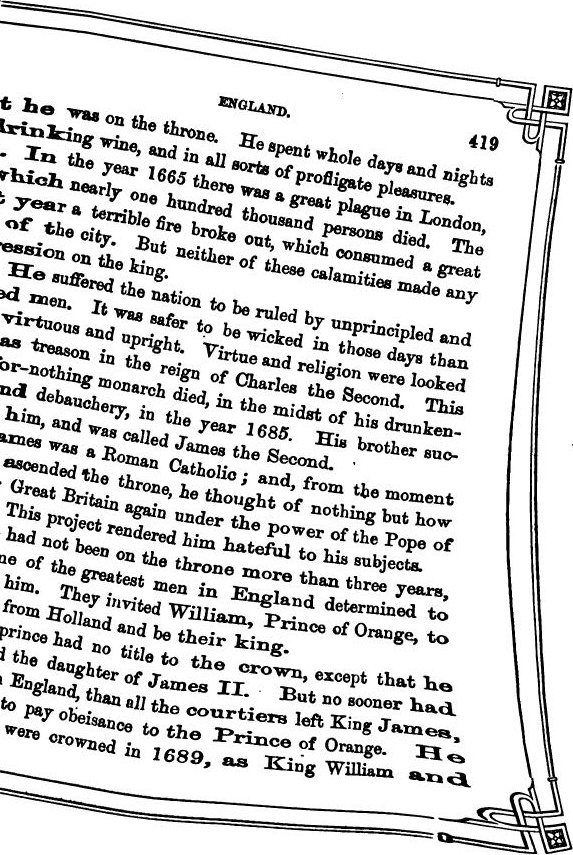 ENGLAND.
419
he was on the throne. He spent whole days and nights
drinking wine, and in all sorts of profligate pleasures.
In the year 1665 there was a great plague in London,
which nearly one hundred thousand persons died. The
year a terrible fire broke out, which consumed a great
of the city. But neither of these calamities made any
ression on the king.
He suffered the nation to be ruled by unprincipled and
ed men. It was safer to be wicked in those days than
virtuous and upright. Virtue and religion were looked
as treason in the reign of Charles the Second. This
for-nothing monarch died, in the midst of his drunken-
nd debauchery, in the year 1685. His brother suc-
him, and was called James the Second.
ames was a Roman Catholic; and, from the moment
ascended the throne, he thought of nothing but how
Great Britain again under the power of the Pope of
This project rendered him hateful to his subjects.
had not been on the throne more than three years,
me of the greatest men in England determined to
him. They invited William, Prince of Orange, to
from Holland and be their king.
prince had no title to the crown, except that he
d the daughter of James II. But no sooner had
England, than all the courtiers left King James,
to pay obeisance to the Prince of Orange. He
were crowned in 1689, as King William and